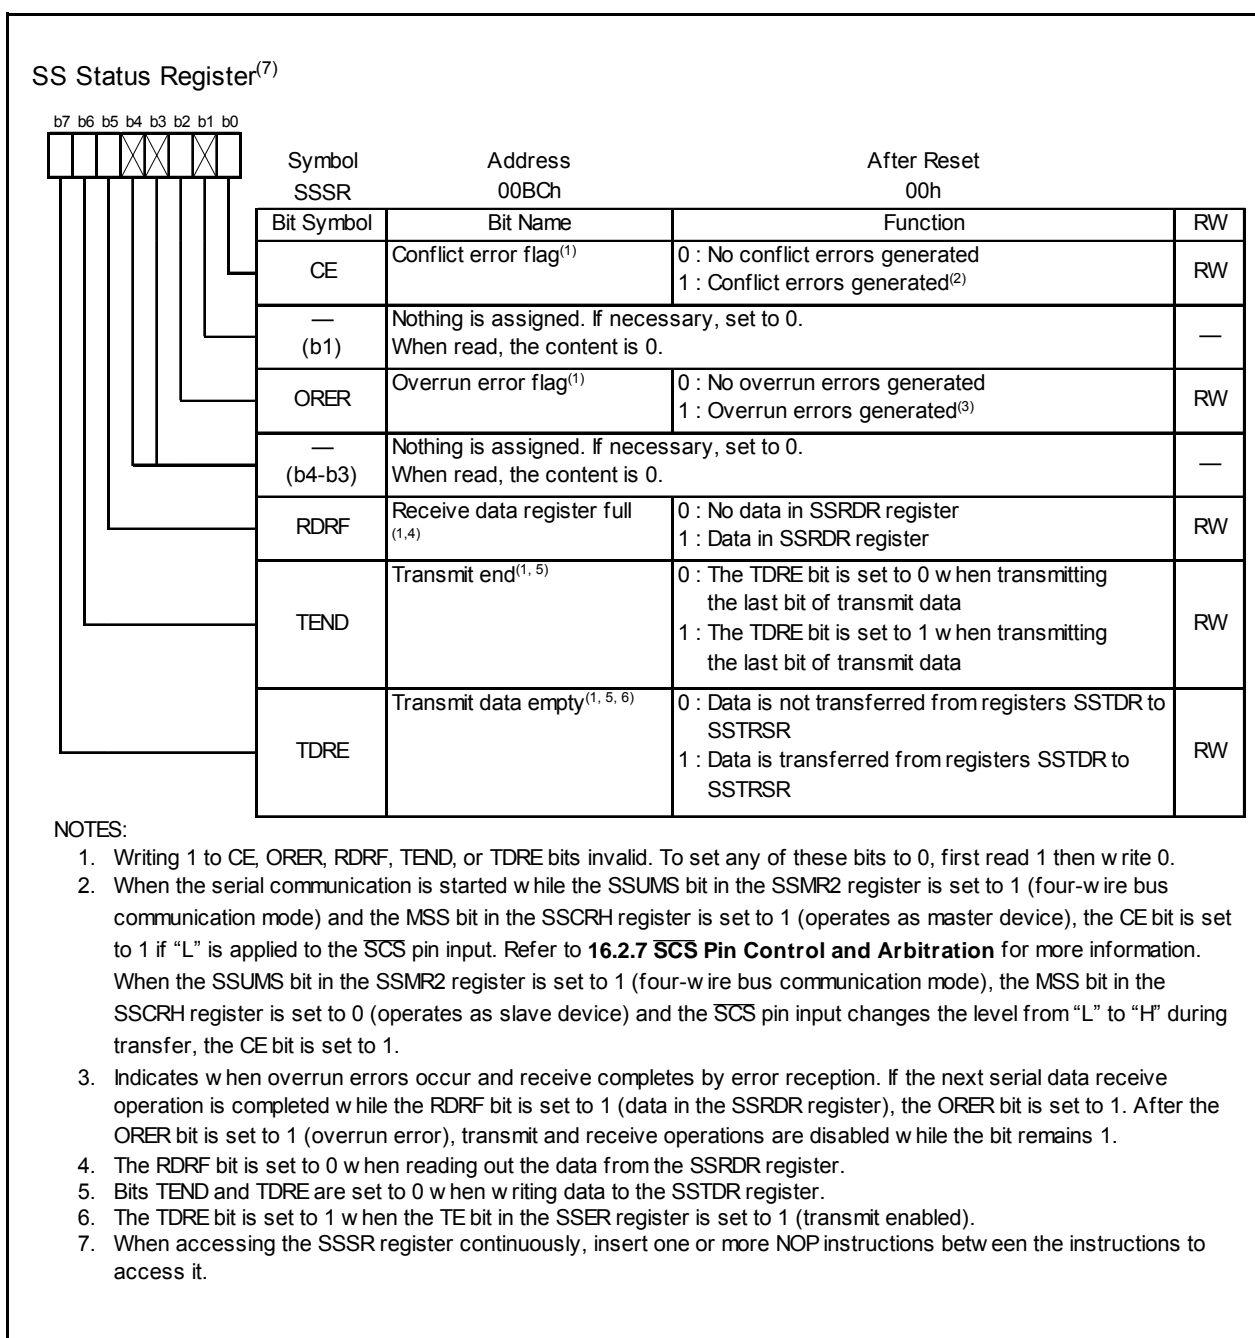 SS Status Register(7)
b7 b6 b5 b4 b3 b2 b1 b0
Symbol Address After Reset
SSSR 00BCh 00h
Bit Symbol Bit Name Function RW
CE Conflict error flag(1) 0 : No conflict errors generated RW
1 : Conflict errors generated(2)
— Nothing is assigned. If necessary, set to 0. —
(b1) When read, the content is 0.
ORER Overrun error flag(1) 0 : No overrun errors generated RW
1 : Overrun errors generated(3)
— Nothing is assigned. If necessary, set to 0. —
(b4-b3) When read, the content is 0.
RDRF Receive data register full 0 : No data in SSRDR register RW
(1,4) 1 : Data in SSRDR register
TEND Transmit end(1, 5) 0 : The TDRE bit is set to 0 when transmitting RW
the last bit of transmit data
1 : The TDRE bit is set to 1 when transmitting
the last bit of transmit data
TDRE Transmit data empty(1, 5, 6) 0 : Data is not transferred from registers SSTDR to RW
SSTRSR
1 : Data is transferred from registers SSTDR to
SSTRSR
NOTES:
1. Writing 1 to CE, ORER, RDRF, TEND, or TDRE bits invalid. To set any of these bits to 0, first read 1 then write 0.
2. When the serial communication is started while the SSUMS bit in the SSMR2 register is set to 1 (four-wire bus
communication mode) and the MSS bit in the SSCRH register is set to 1 (operates as master device), the CE bit is set
to 1 if “L” is applied to the SCS pin input. Refer to 16.2.7 SCS Pin Control and Arbitration for more information.
When the SSUMS bit in the SSMR2 register is set to 1 (four-wire bus communication mode), the MSS bit in the
SSCRH register is set to 0 (operates as slave device) and the SCS pin input changes the level from “L” to “H” during
transfer, the CE bit is set to 1.
3. Indicates when overrun errors occur and receive completes by error reception. If the next serial data receive
operation is completed while the RDRF bit is set to 1 (data in the SSRDR register), the ORER bit is set to 1. After the
ORER bit is set to 1 (overrun error), transmit and receive operations are disabled while the bit remains 1.
4. The RDRF bit is set to 0 when reading out the data from the SSRDR register.
5. Bits TEND and TDRE are set to 0 when writing data to the SSTDR register.
6. The TDRE bit is set to 1 when the TE bit in the SSER register is set to 1 (transmit enabled).
7. When accessing the SSSR register continuously, insert one or more NOP instructions between the instructions to
access it.